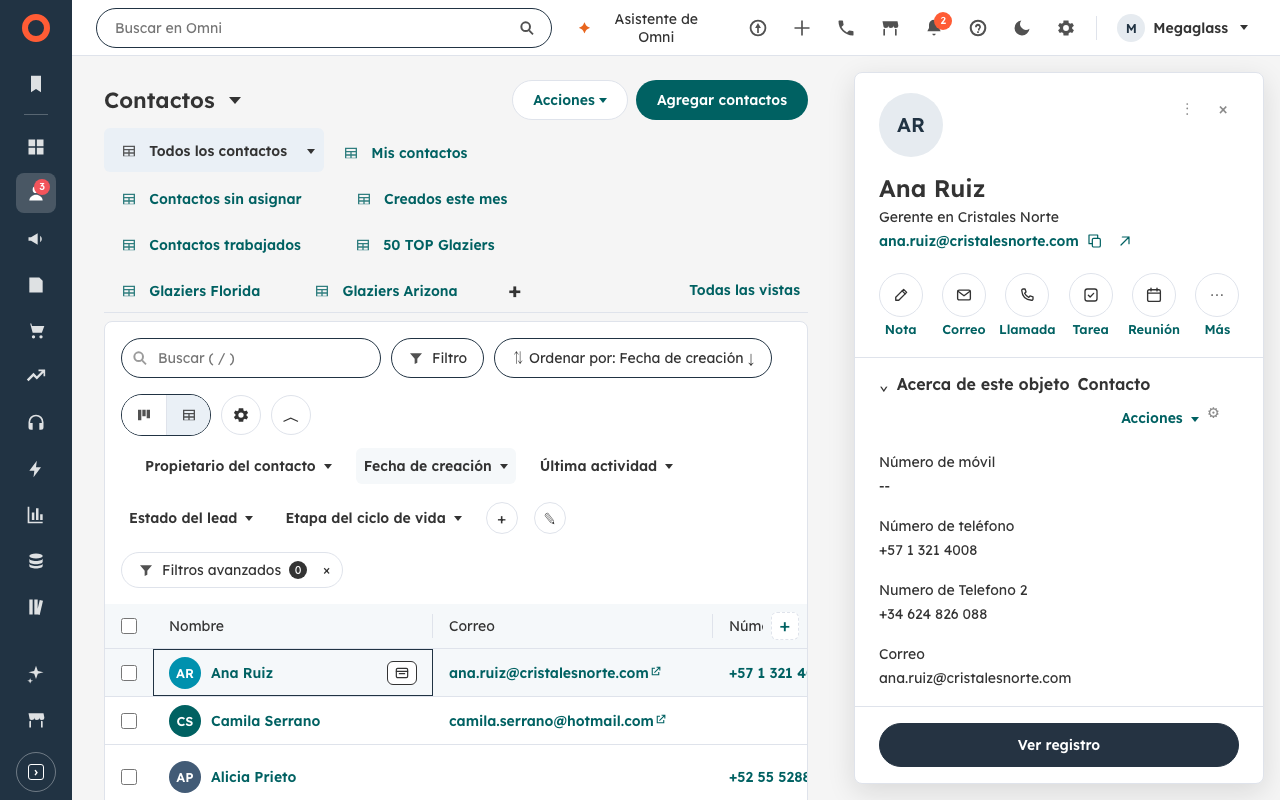 Buscar en Omni
Asistente de
Omni
2
M
Megaglass
3
Contactos
Acciones
Agregar contactos
Todos los contactos
Mis contactos
Contactos sin asignar
Creados este mes
Contactos trabajados
50 TOP Glaziers
Glaziers Florida
Glaziers Arizona
+
Todas las vistas
Buscar ( / )
Filtro
Ordenar por: Fecha de creación ↓
Propietario del contacto
Fecha de creación
Última actividad
Estado del lead
Etapa del ciclo de vida
+
Filtros avanzados
0
×
Nombre
Correo
Núme
+
AR
Ana Ruiz
ana.ruiz@cristalesnorte.com
+57 1 321 4
CS
Camila Serrano
camila.serrano@hotmail.com
AP
Alicia Prieto
+52 55 5288
AR
×
Ana Ruiz
Gerente en Cristales Norte
ana.ruiz@cristalesnorte.com
Nota
Correo
Llamada
Tarea
Reunión
Más
Acerca de este objeto Contacto
Acciones
Número de móvil
--
Número de teléfono
+57 1 321 4008
Numero de Telefono 2
+34 624 826 088
Correo
ana.ruiz@cristalesnorte.com
Ver registro